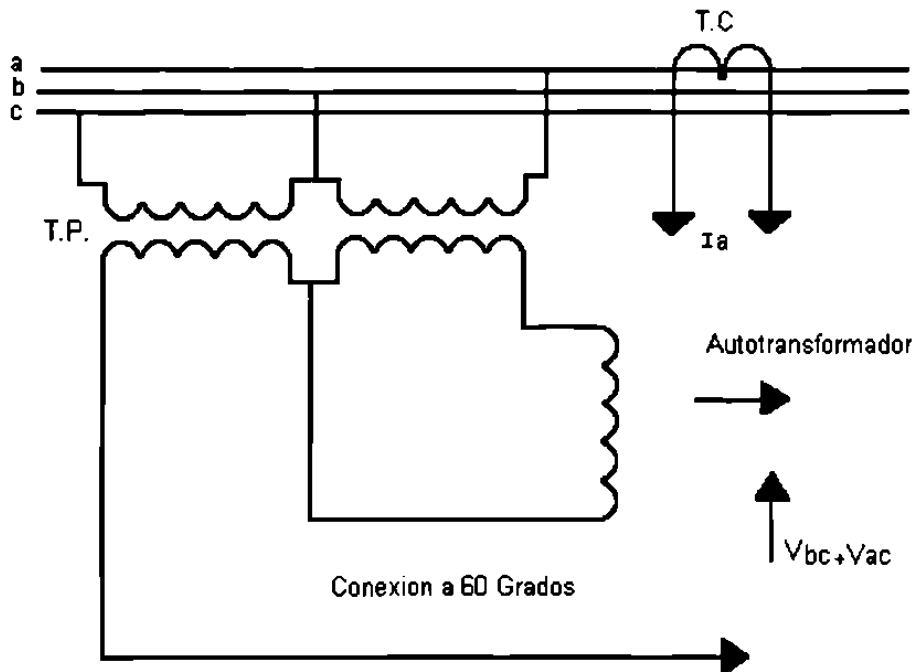 T.C
a
b
c
T.P.
Ia
Autotransformador
Vbc+Vac
Conexion a 60 Grados